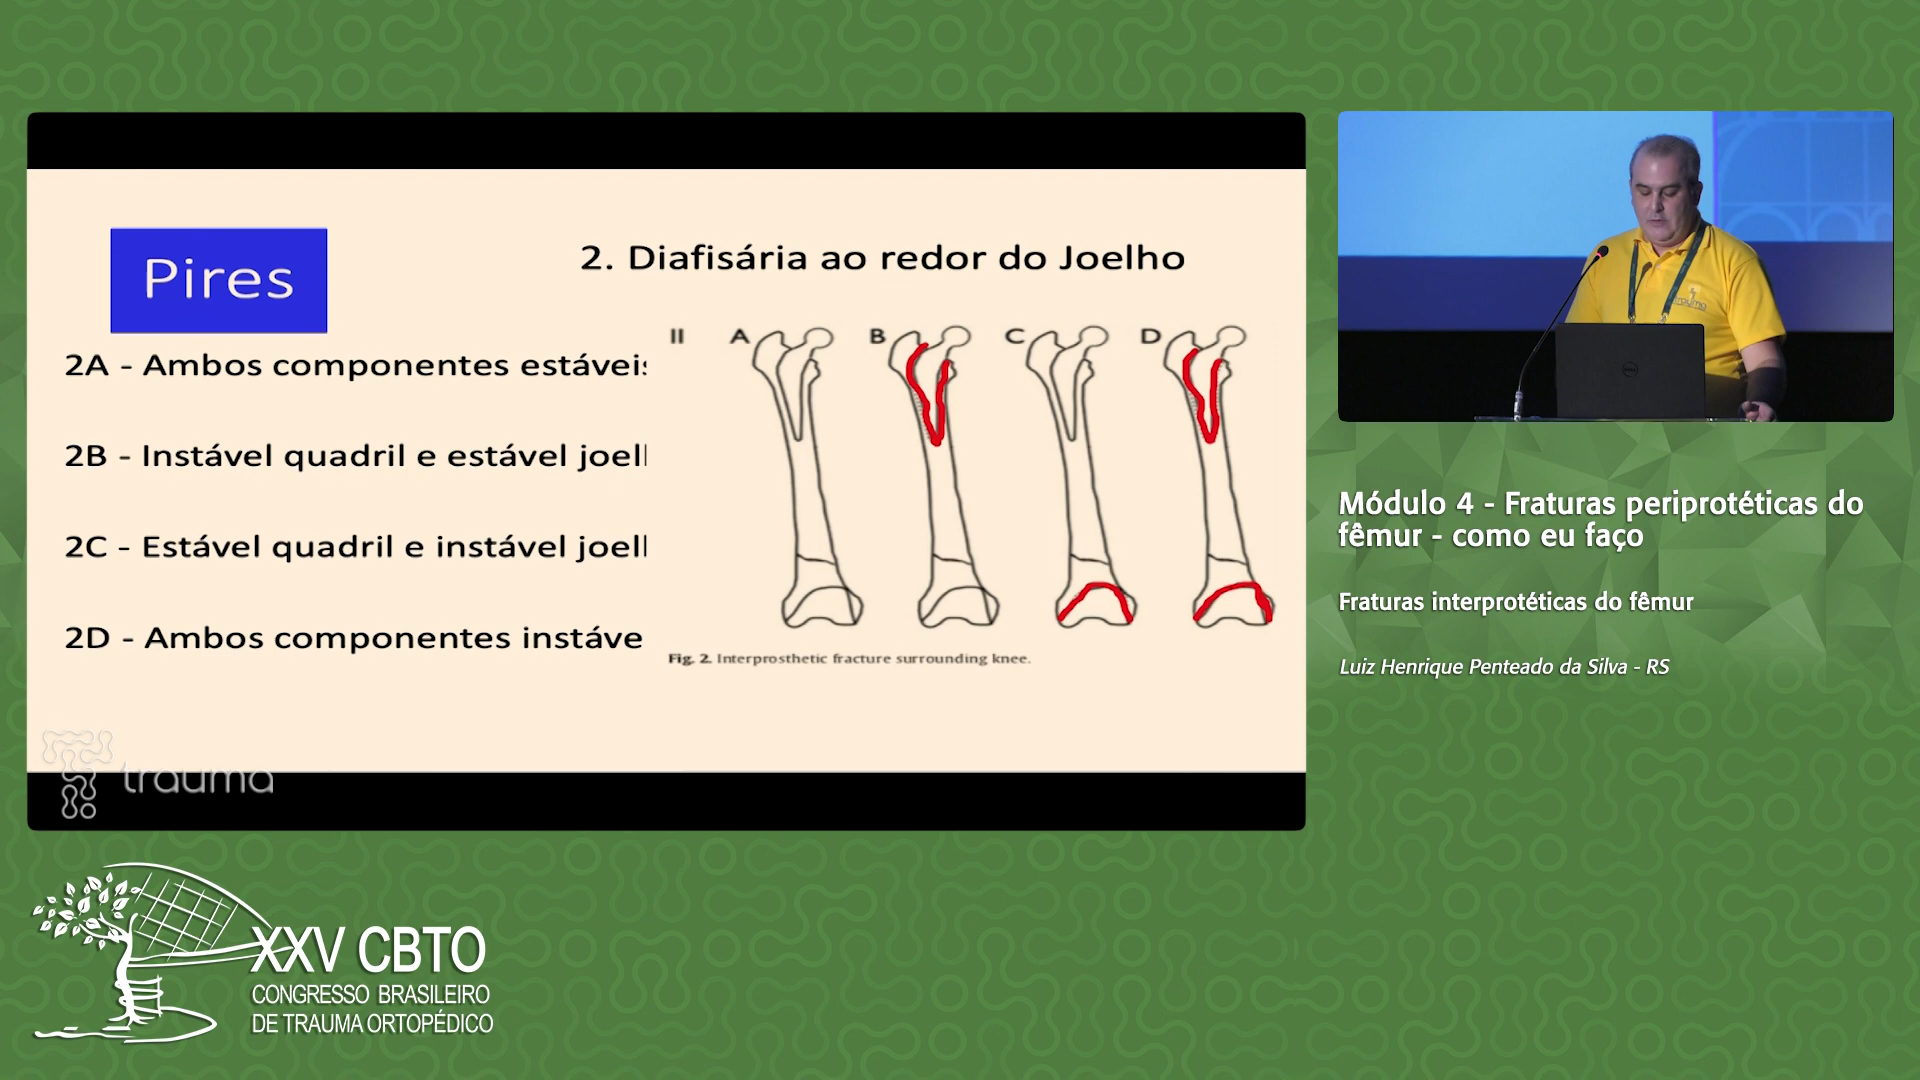 Pires
2. Diafisária ao redor do Joelho
2A - Ambos componentes estáveis
2B - Instável quadril e estável joel
2C - Estável quadril e instável joel
2D - Ambos componentes instáve
II A B C D
Fig. 2. Interprosthetic fracture surrounding knee.
trauma
Módulo 4 - Fraturas periprotéticas do
fêmur - como eu faço
Fraturas interprotéticas do fêmur
Luiz Henrique Penteado da Silva - RS
XXV CBTO
CONGRESSO BRASILEIRO
DE TRAUMA ORTOPÉDICO